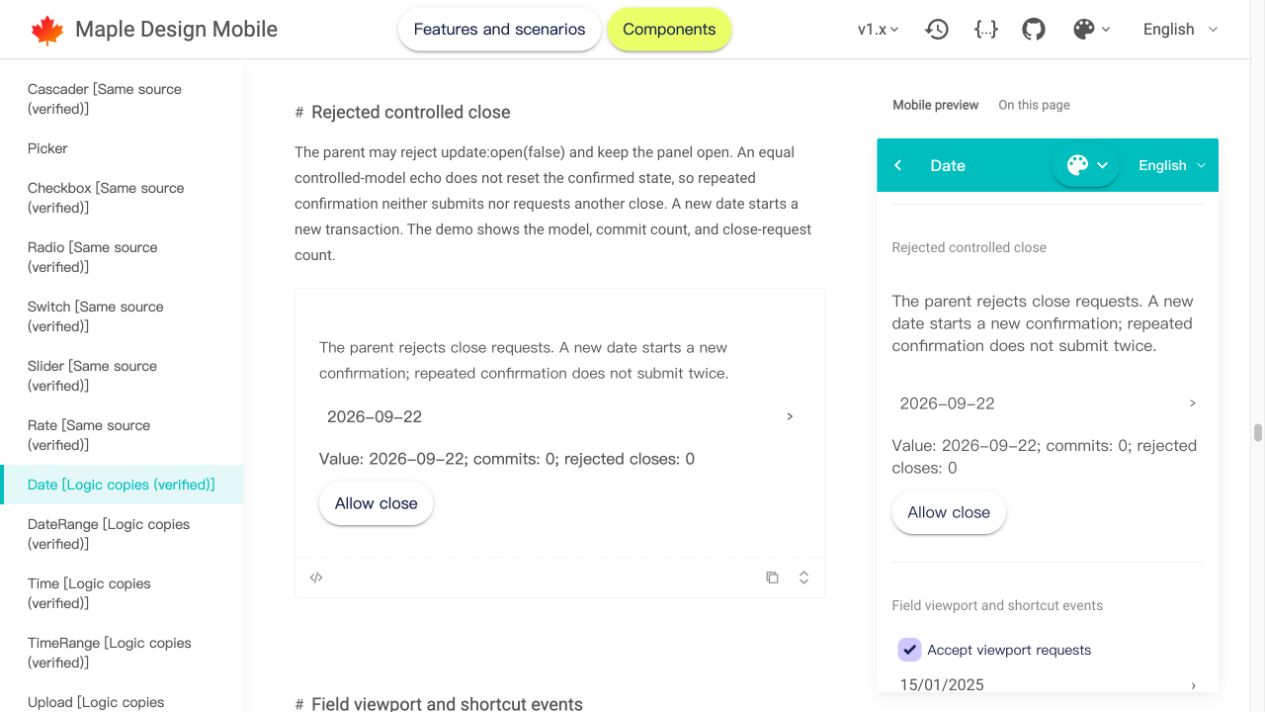 Maple Design Mobile
Features and scenarios
Components
v1.x
English
Cascader [Same source
(verified)]
Picker
Checkbox [Same source
(verified)]
Radio [Same source
(verified)]
Switch [Same source
(verified)]
Slider [Same source
(verified)]
Rate [Same source
(verified)]
Date [Logic copies (verified)]
DateRange [Logic copies
(verified)]
Time [Logic copies
(verified)]
TimeRange [Logic copies
(verified)]
Upload [Logic copies
# Rejected controlled close
The parent may reject update:open(false) and keep the panel open. An equal
controlled-model echo does not reset the confirmed state, so repeated
confirmation neither submits nor requests another close. A new date starts a
new transaction. The demo shows the model, commit count, and close-request
count.
The parent rejects close requests. A new date starts a new
confirmation; repeated confirmation does not submit twice.
2026-09-22
Value: 2026-09-22; commits: 0; rejected closes: 0
Allow close
# Field viewport and shortcut events
Mobile preview
On this page
Date
English
Rejected controlled close
The parent rejects close requests. A new
date starts a new confirmation; repeated
confirmation does not submit twice.
2026-09-22
Value: 2026-09-22; commits: 0; rejected
closes: 0
Allow close
Field viewport and shortcut events
Accept viewport requests
15/01/2025